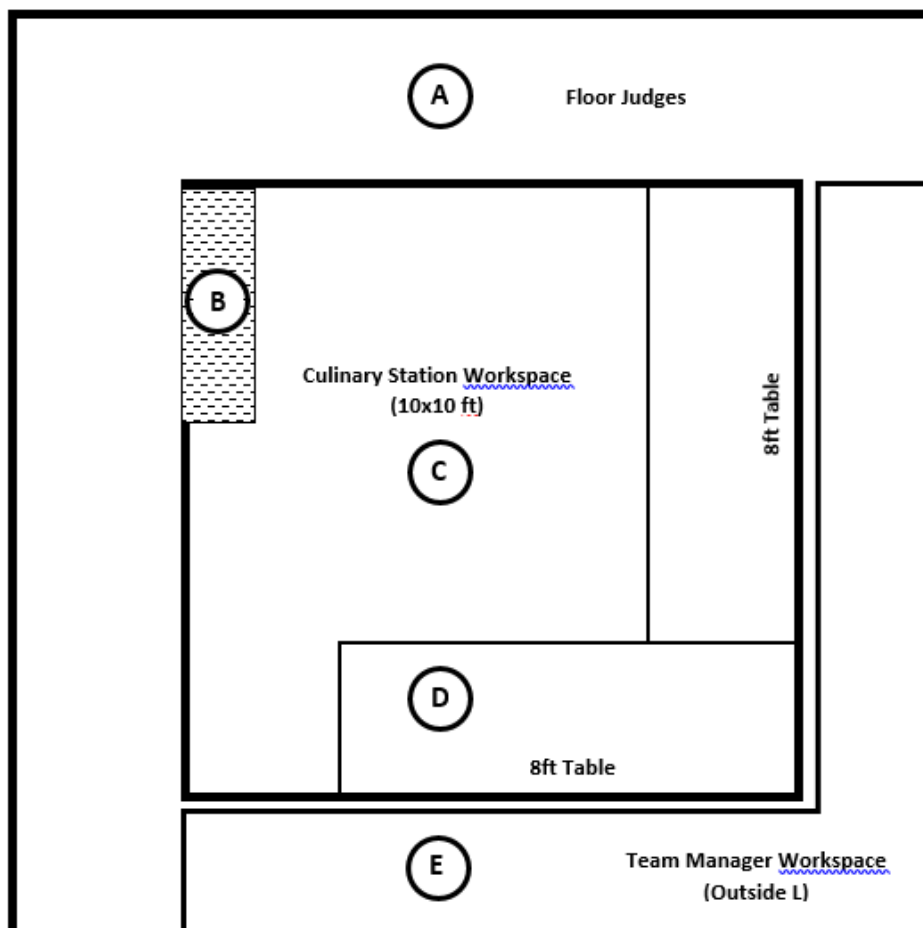 A
Floor Judges
B
Culinary Station Workspace
(10x10 ft)
8ft Table
C
D
8ft Table
E
Team Manager Workspace
(Outside L)